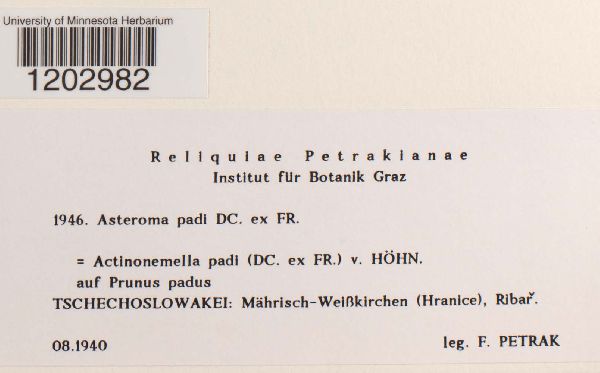 University of Minnesota Herbarium
1202982
Reliquiae Petrakianae
Institut für Botanik Graz
1946. Asteroma padi DC. ex FR.
= Actinonemella padi (DC. ex FR.) v. HÖHN.
auf Prunus padus
TSCHECHOSLOWAKEI: Mährisch-Weißkirchen (Hranice), Ribař.
08.1940 leg. F. PETRAK